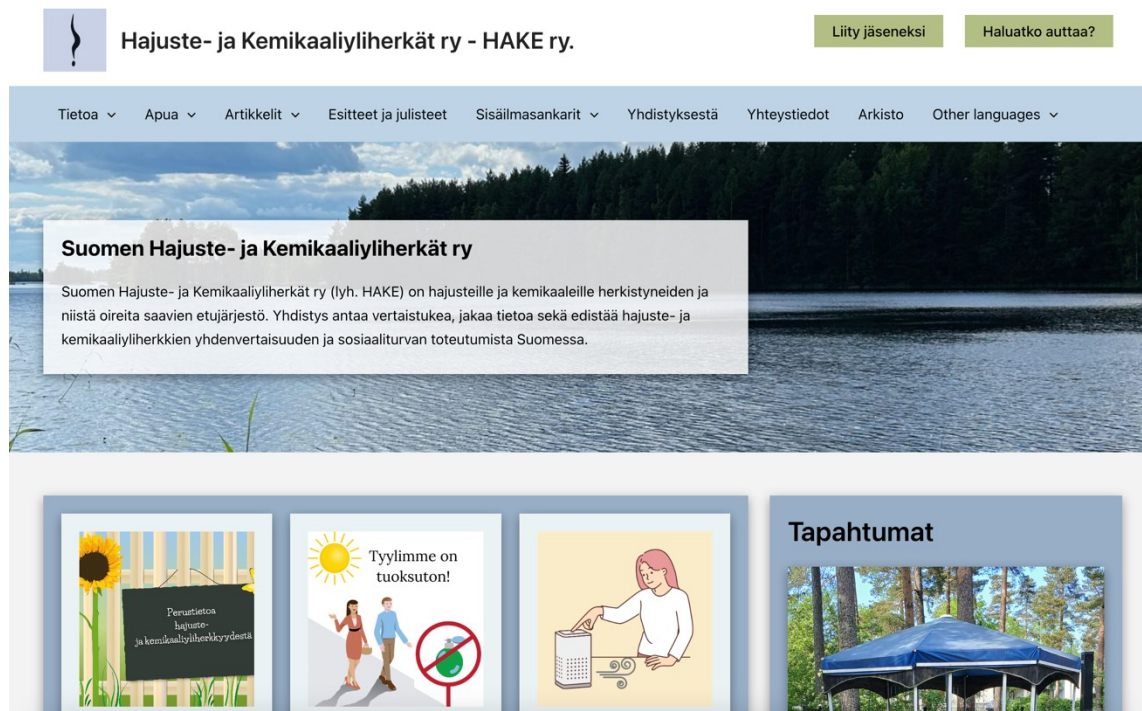 Hajuste- ja Kemikaaliyliherkät ry - HAKE ry.
Liity jäseneksi
Haluatko auttaa?
Tietoa
Apua
Artikkelit
Esitteet ja julisteet
Sisäilmasankarit
Yhdistyksestä
Yhteystiedot
Arkisto
Other languages
Suomen Hajuste- ja Kemikaaliyliherkät ry
Suomen Hajuste- ja Kemikaaliyliherkät ry (lyh. HAKE) on hajusteille ja kemikaaleille herkistyneiden ja
niistä oireita saavien etujärjestö. Yhdistys antaa vertaistukea, jakaa tietoa sekä edistää hajuste- ja
kemikaaliyliherkkien yhdenvertaisuuden ja sosiaaliturvan toteutumista Suomessa.
Perustietoa
hajuste-
ja kemikaaliyliherkkyydestä
Tyylimme on
tuoksuton!
Tapahtumat